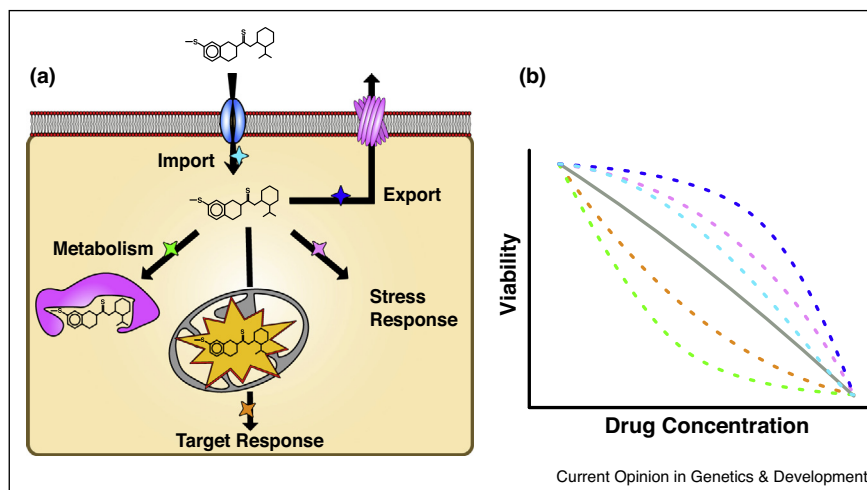 (a)
S
S
Import
S
S
Export
Metabolism
S
S
Stress
Response
S
S
Target Response
(b)
Viability
Drug Concentration
Current Opinion in Genetics & Development